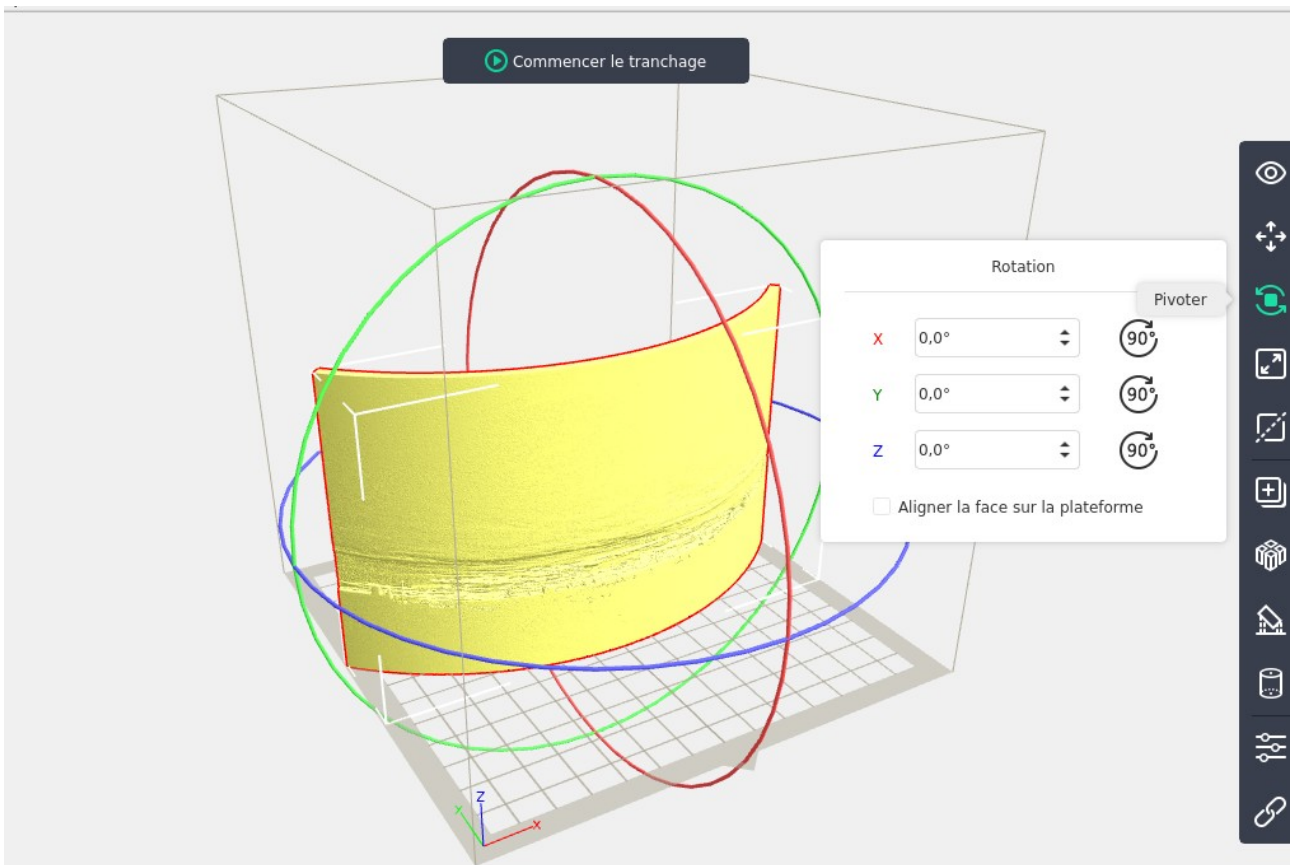 Commencer le tranchage
Rotation
Pivoter
X 0,0° 90°
Y 0,0° 90°
Z 0,0° 90°
Aligner la face sur la plateforme
Z
Y
X